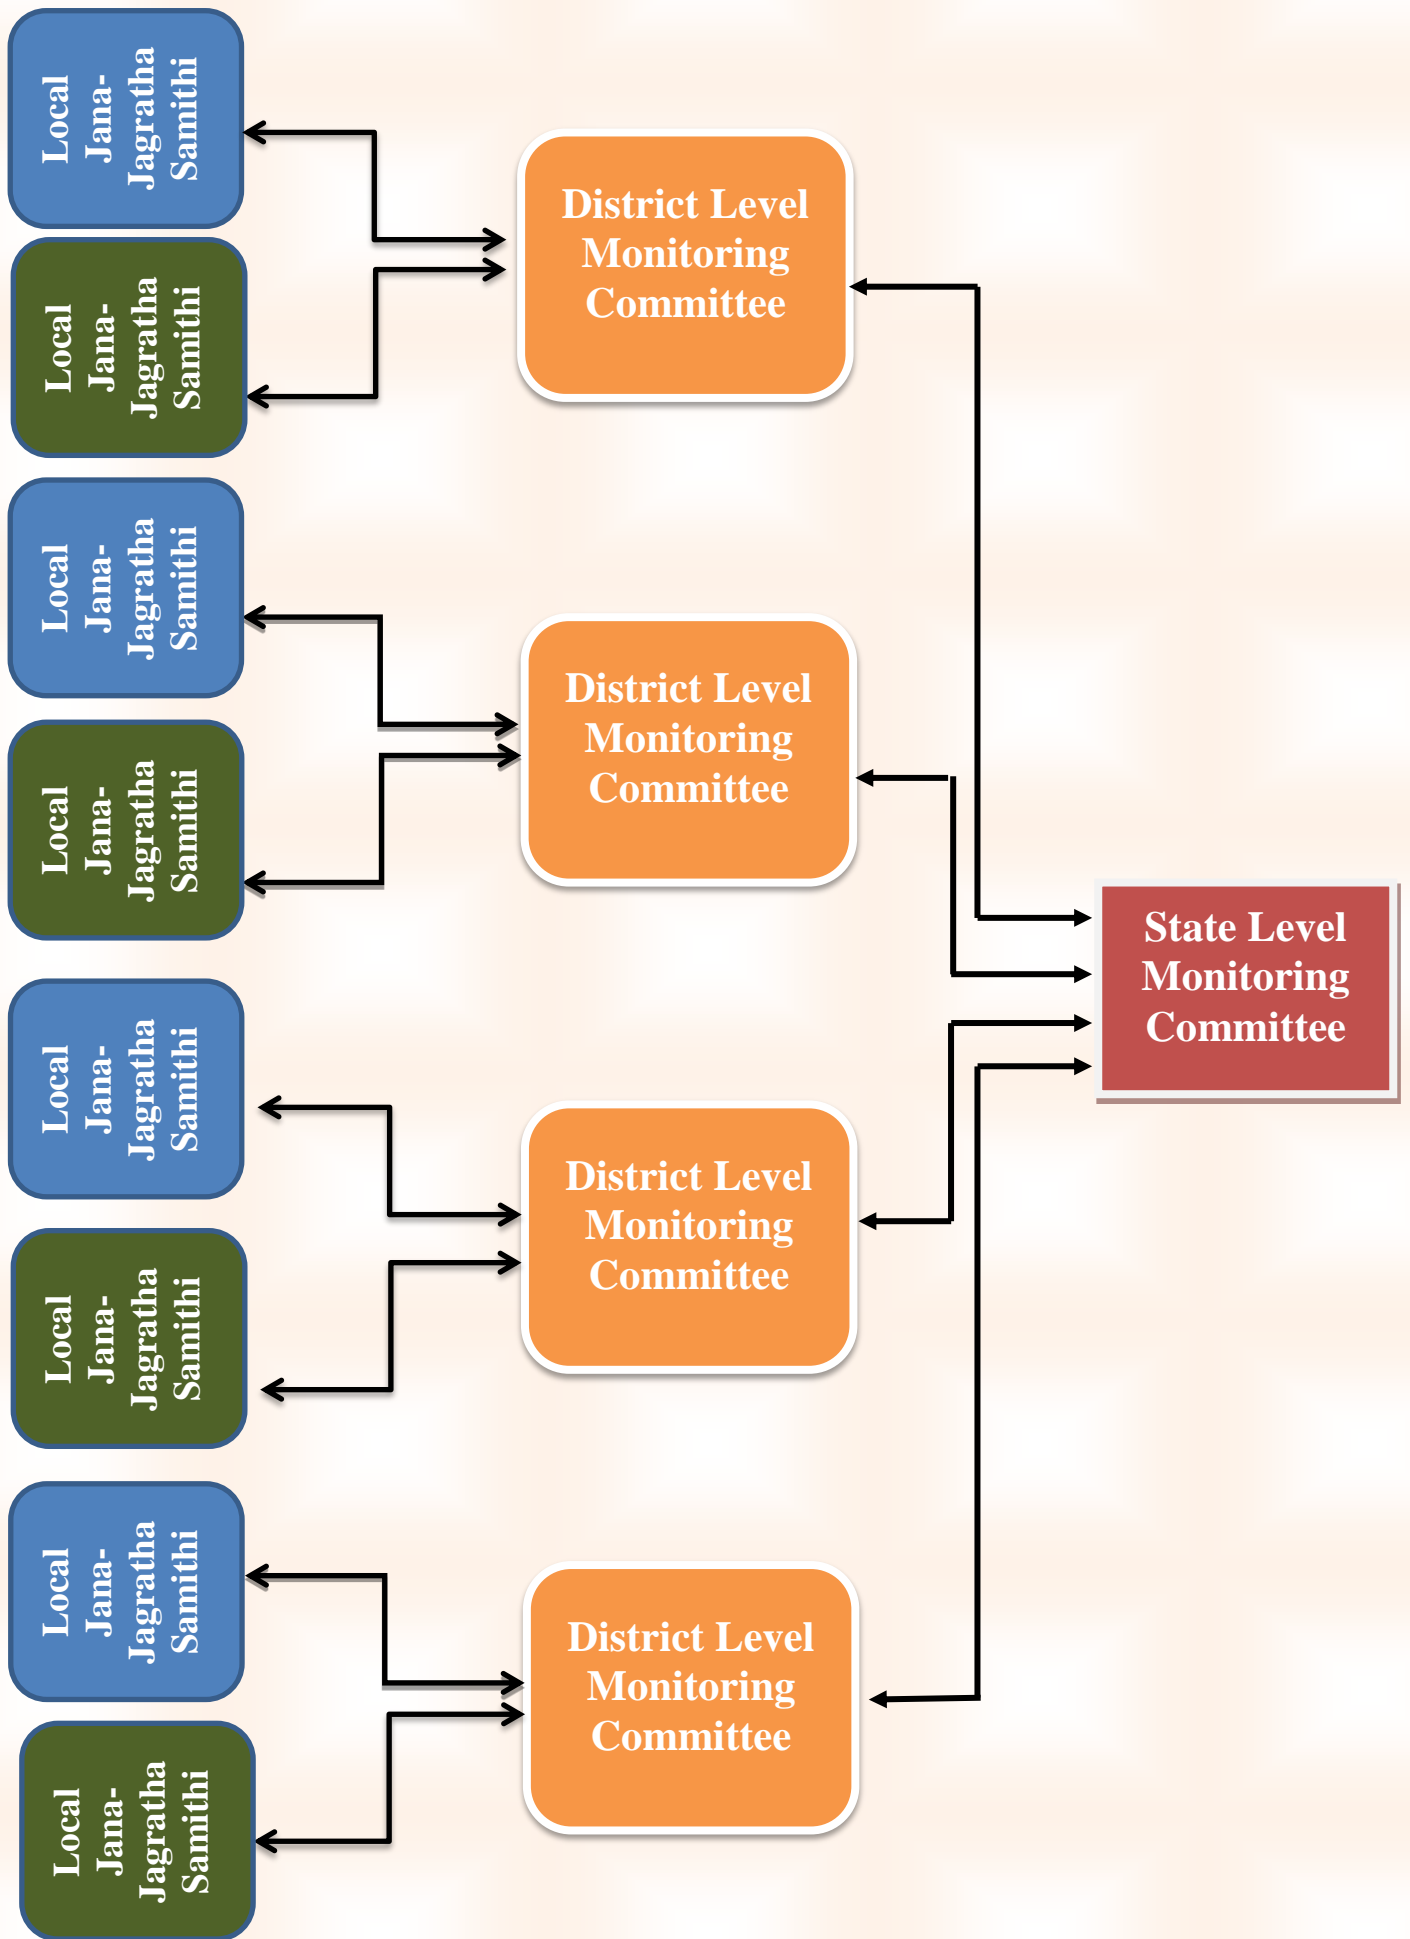 Local
Jana-
Jagratha
Samithi
Local
Jana-
Jagratha
Samithi
District Level
Monitoring
Committee
Local
Jana-
Jagratha
Samithi
Local
Jana-
Jagratha
Samithi
District Level
Monitoring
Committee
State Level
Monitoring
Committee
Local
Jana-
Jagratha
Samithi
Local
Jana-
Jagratha
Samithi
District Level
Monitoring
Committee
Local
Jana-
Jagratha
Samithi
Local
Jana-
Jagratha
Samithi
District Level
Monitoring
Committee